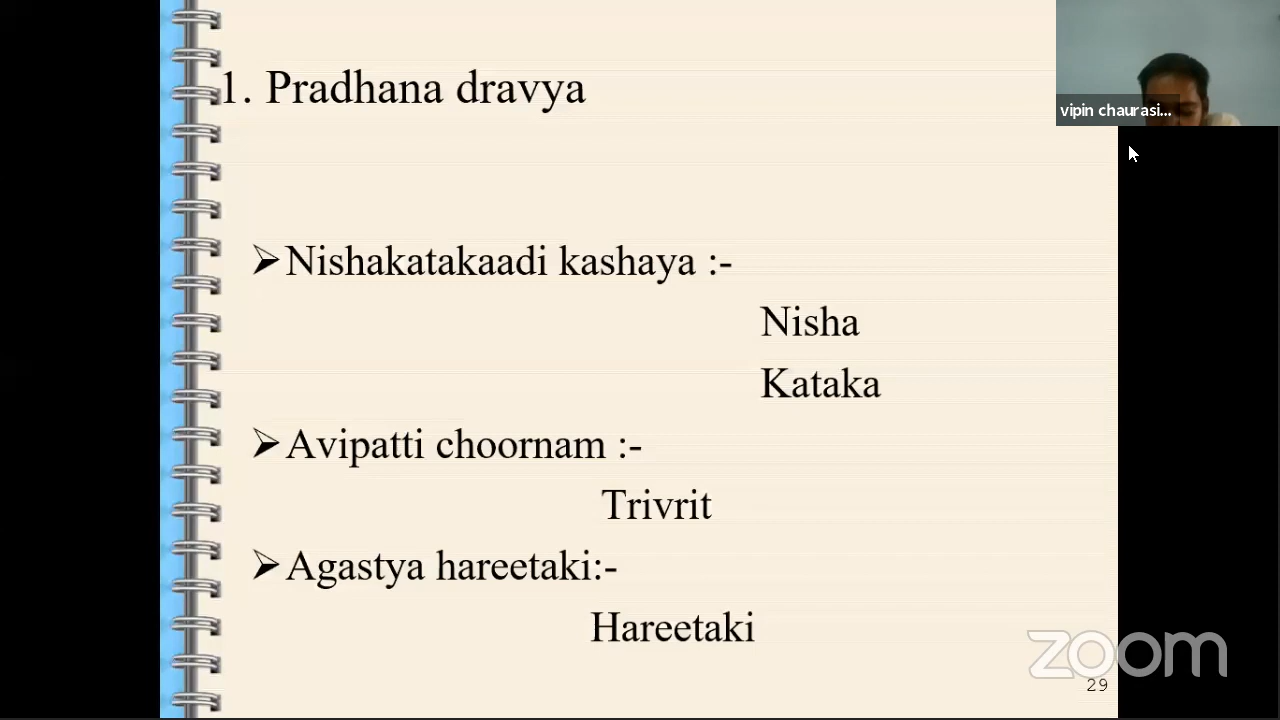 1. Pradhana dravya
vipin chaurasi...
➢Nishakatakaadi kashaya :-
Nisha
Kataka
➢Avipatti choornam :-
Trivrit
➢Agastya hareetaki:-
Hareetaki
zoom
29